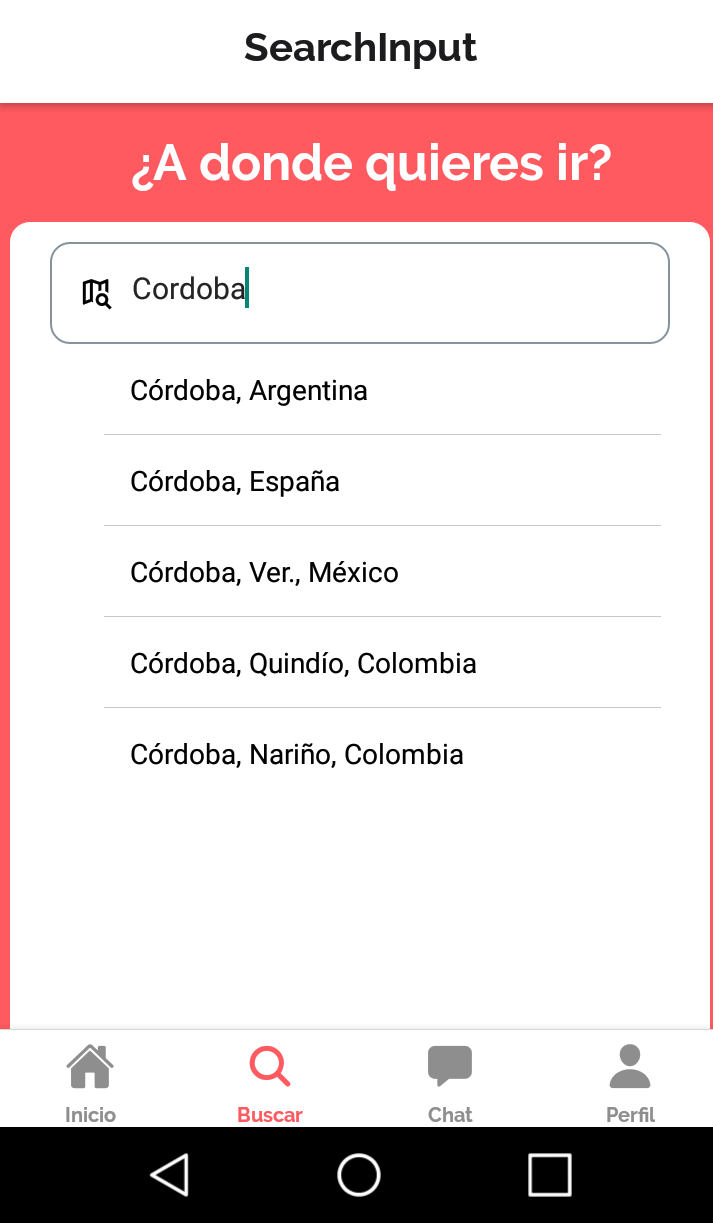 SearchInput
¿A donde quieres ir?
Cordoba
Córdoba, Argentina
Córdoba, España
Córdoba, Ver., México
Córdoba, Quindío, Colombia
Córdoba, Nariño, Colombia
Inicio Buscar Chat Perfil